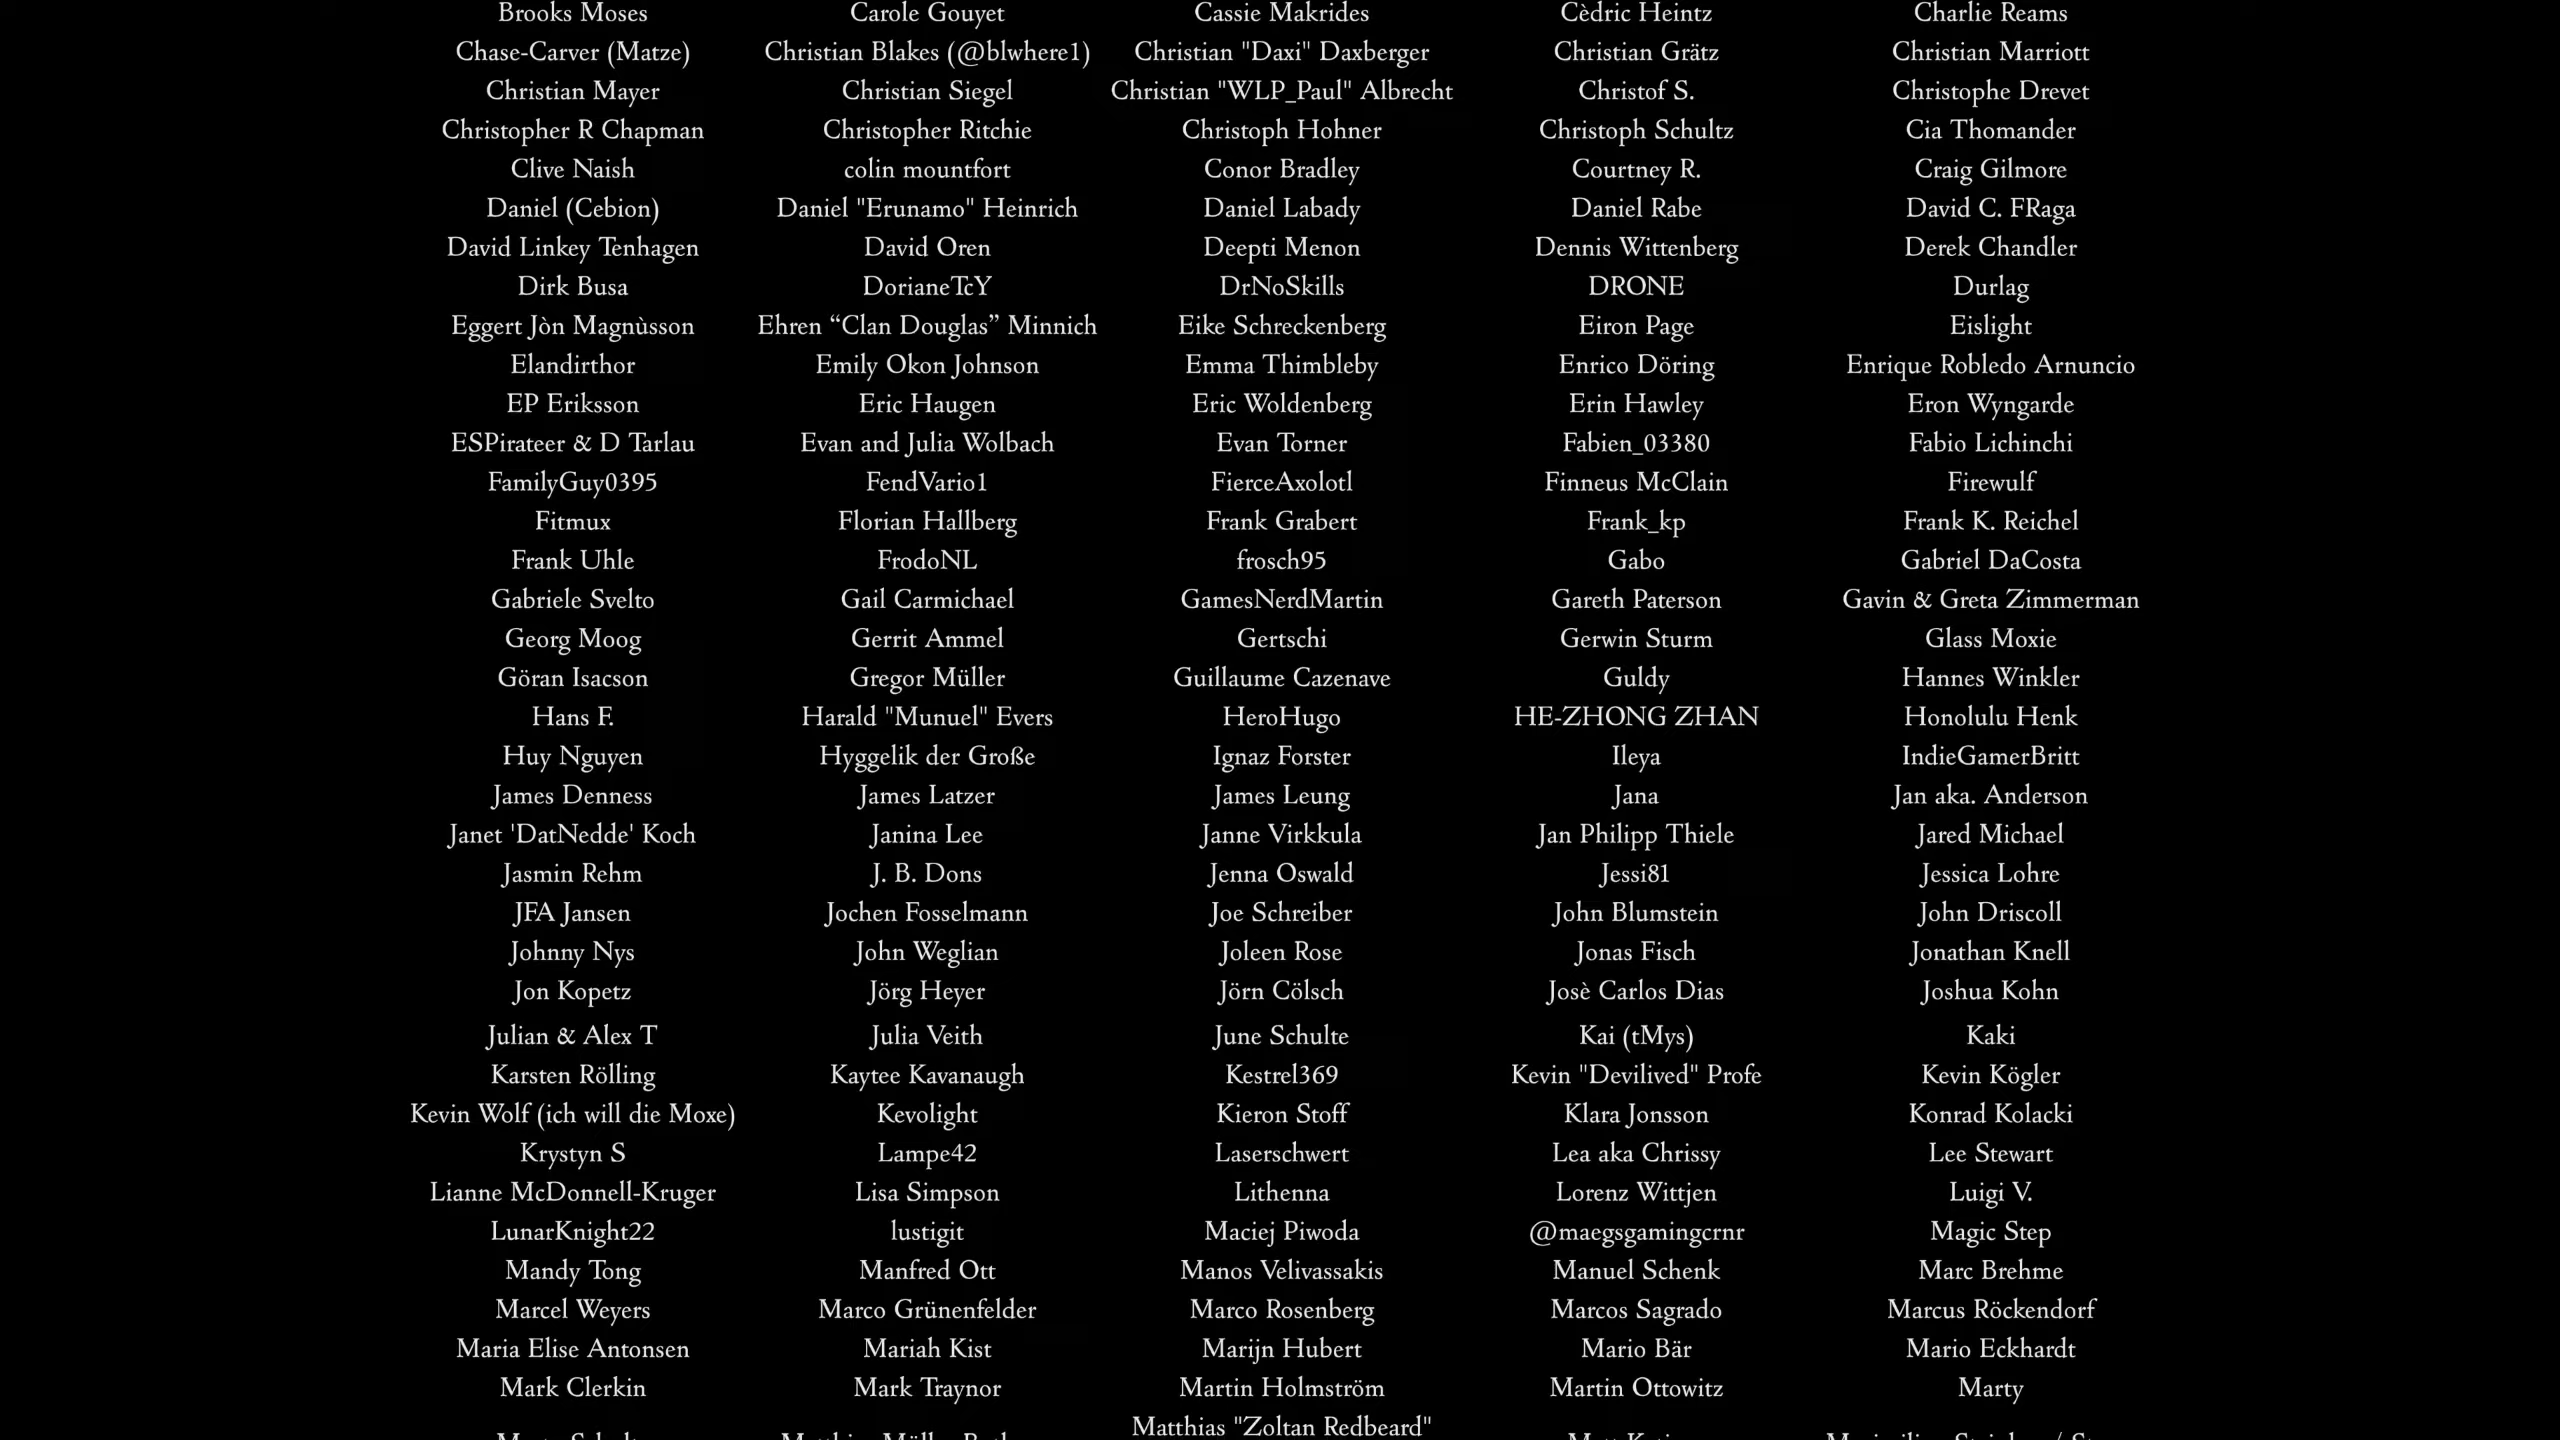 Brooks Moses Carole Gouyet Cassie Makrides Cèdric Heintz Charlie Reams
Chase-Carver (Matze) Christian Blakes (@blwhere1) Christian "Daxi" Daxberger Christian Grätz Christian Marriott
Christian Mayer Christian Siegel Christian "WLP_Paul" Albrecht Christof S. Christophe Drevet
Christopher R Chapman Christopher Ritchie Christoph Hohner Christoph Schultz Cia Thomander
Clive Naish colin mountfort Conor Bradley Courtney R. Craig Gilmore
Daniel (Cebion) Daniel "Erunamo" Heinrich Daniel Labady Daniel Rabe David C. FRaga
David Linkey Tenhagen David Oren Deepti Menon Dennis Wittenberg Derek Chandler
Dirk Busa DorianeTcY DrNoSkills DRONE Durlag
Eggert Jòn Magnùsson Ehren “Clan Douglas” Minnich Eike Schreckenberg Eiron Page Eislight
Elandirthor Emily Okon Johnson Emma Thimbleby Enrico Döring Enrique Robledo Arnuncio
EP Eriksson Eric Haugen Eric Woldenberg Erin Hawley Eron Wyngarde
ESPirateer & D Tarlau Evan and Julia Wolbach Evan Torner Fabien_03380 Fabio Lichinchi
FamilyGuy0395 FendVario1 FierceAxolotl Finneus McClain Firewulf
Fitmux Florian Hallberg Frank Grabert Frank_kp Frank K. Reichel
Frank Uhle FrodoNL frosch95 Gabo Gabriel DaCosta
Gabriele Svelto Gail Carmichael GamesNerdMartin Gareth Paterson Gavin & Greta Zimmerman
Georg Moog Gerrit Ammel Gertschi Gerwin Sturm Glass Moxie
Göran Isacson Gregor Müller Guillaume Cazenave Guldy Hannes Winkler
Hans F. Harald "Munuel" Evers HeroHugo HE-ZHONG ZHAN Honolulu Henk
Huy Nguyen Hyggelik der Große Ignaz Forster Ileya IndieGamerBritt
James Denness James Latzer James Leung Jana Jan aka. Anderson
Janet 'DatNedde' Koch Janina Lee Janne Virkkula Jan Philipp Thiele Jared Michael
Jasmin Rehm J. B. Dons Jenna Oswald Jessi81 Jessica Lohre
JFA Jansen Jochen Fosselmann Joe Schreiber John Blumstein John Driscoll
Johnny Nys John Weglian Joleen Rose Jonas Fisch Jonathan Knell
Jon Kopetz Jörg Heyer Jörn Cölsch Josè Carlos Dias Joshua Kohn
Julian & Alex T Julia Veith June Schulte Kai (tMys) Kaki
Karsten Rölling Kaytee Kavanaugh Kestrel369 Kevin "Devilived" Profe Kevin Kögler
Kevin Wolf (ich will die Moxe) Kevolight Kieron Stoff Klara Jonsson Konrad Kolacki
Krystyn S Lampe42 Laserschwert Lea aka Chrissy Lee Stewart
Lianne McDonnell-Kruger Lisa Simpson Lithenna Lorenz Wittjen Luigi V.
LunarKnight22 lustigit Maciej Piwoda @maegsgamingcrnr Magic Step
Mandy Tong Manfred Ott Manos Velivassakis Manuel Schenk Marc Brehme
Marcel Weyers Marco Grünenfelder Marco Rosenberg Marcos Sagrado Marcus Röckendorf
Maria Elise Antonsen Mariah Kist Marijn Hubert Mario Bär Mario Eckhardt
Mark Clerkin Mark Traynor Martin Holmström Martin Ottowitz Marty
Matthias "Zoltan Redbeard"